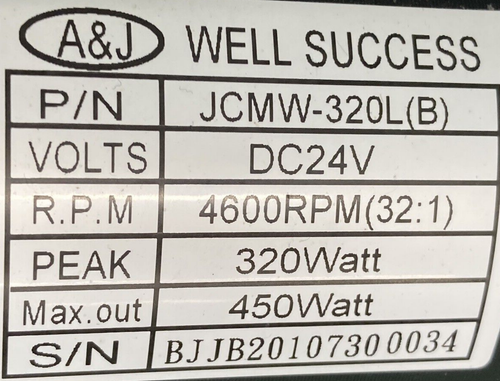 A&J WELL SUCCESS
P/N JCMW-320L(B)
VOLTS DC24V
R.P.M 4600RPM(32:1)
PEAK 320Watt
Max.out 450Watt
S/N BJJB20107300034